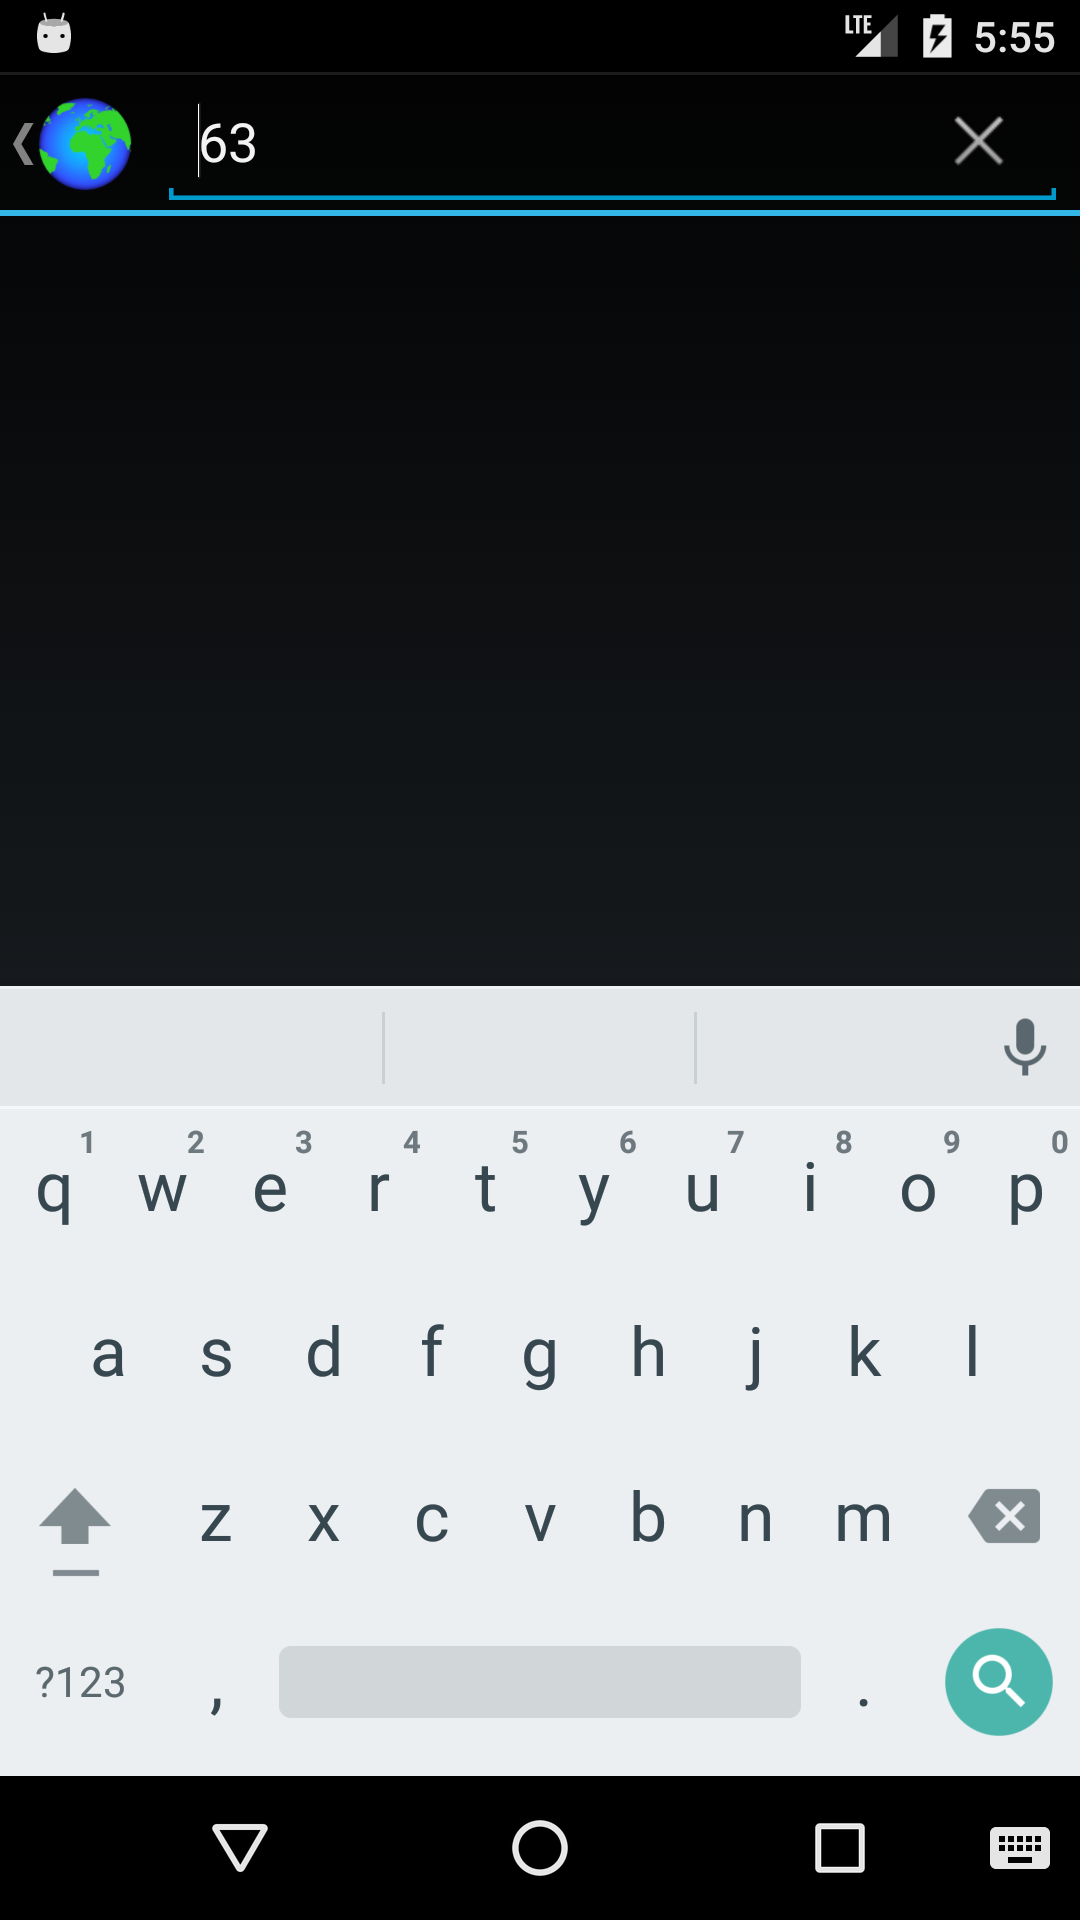 LTE 5:55
63
1 2 3 4 5 6 7 8 9 0
q w e r t y u i o p
a s d f g h j k l
z x c v b n m
?123 , .